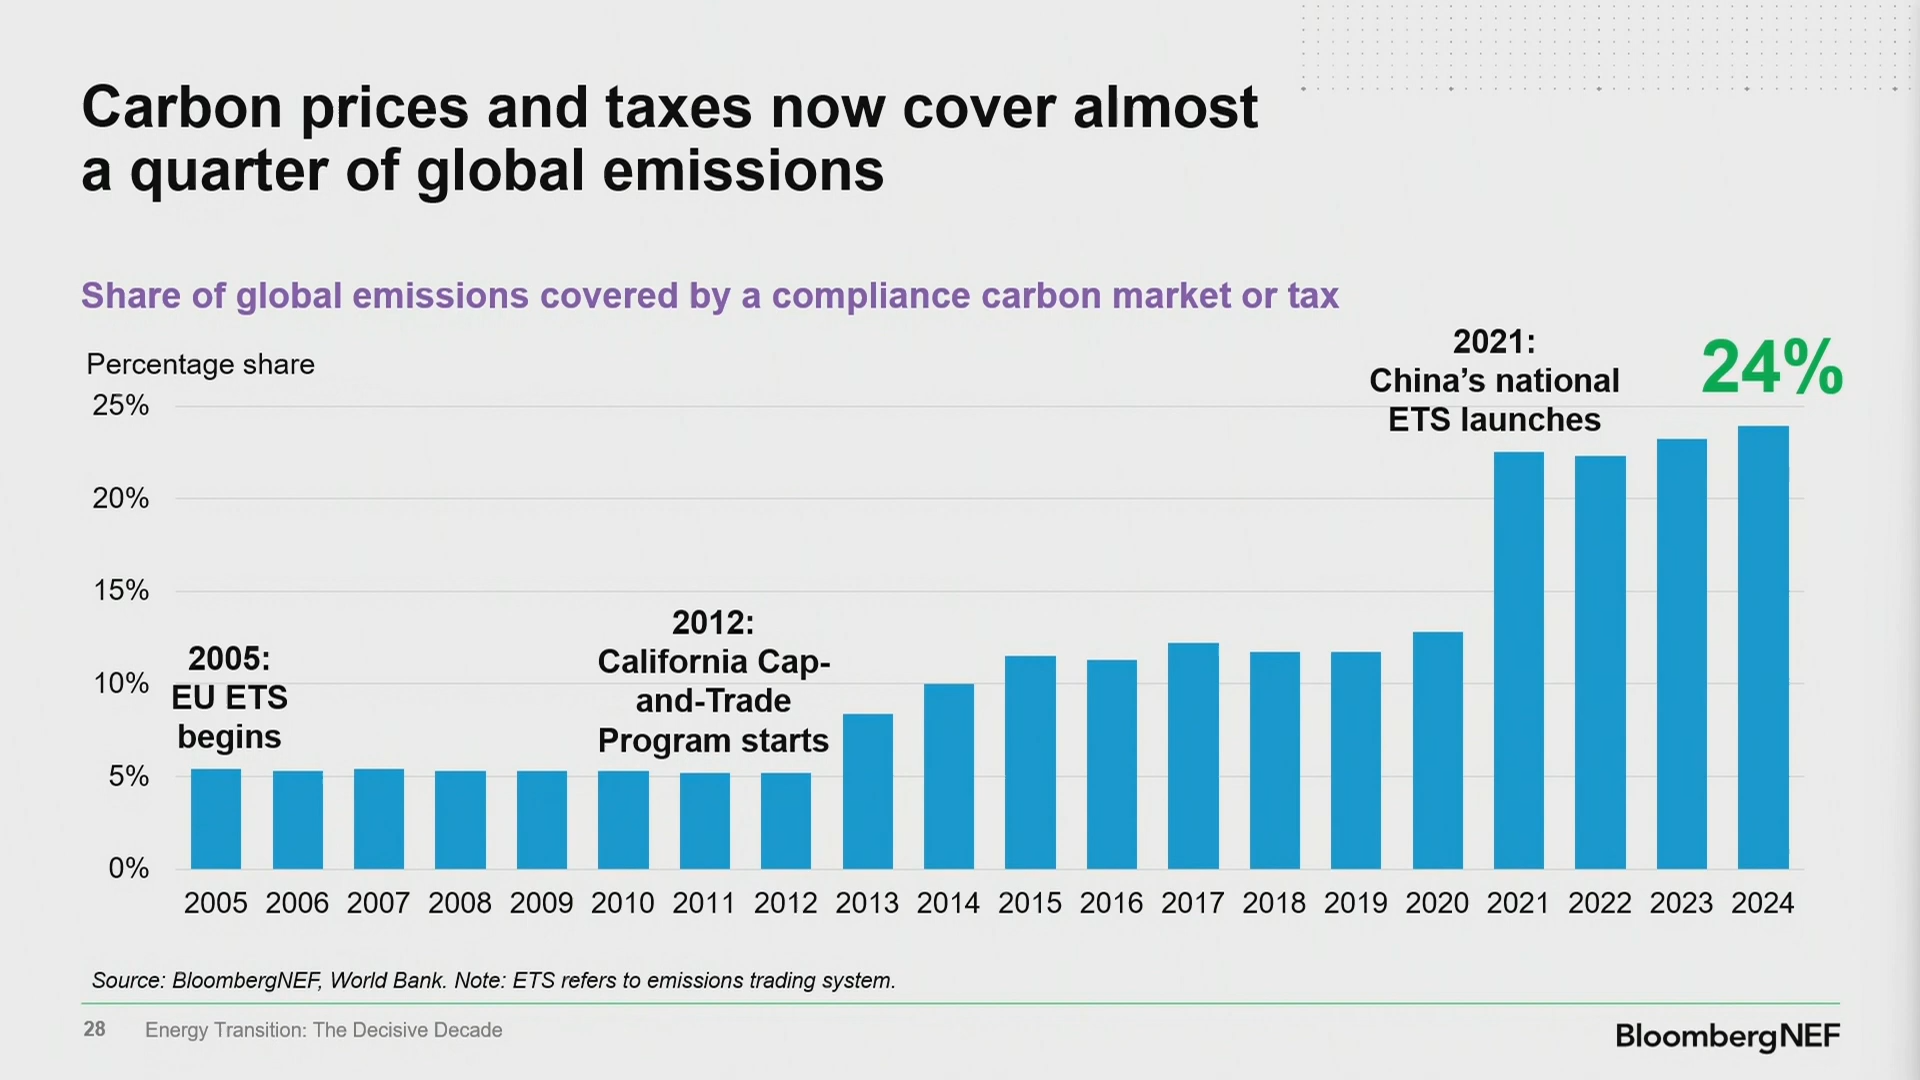 Carbon prices and taxes now cover almost
a quarter of global emissions
Share of global emissions covered by a compliance carbon market or tax
Percentage share
25%
20%
15%
10%
5%
0%
2005:
EU ETS
begins
2012:
California Cap-
and-Trade
Program starts
2021:
China’s national
ETS launches
24%
2005 2006 2007 2008 2009 2010 2011 2012 2013 2014 2015 2016 2017 2018 2019 2020 2021 2022 2023 2024
Source: BloombergNEF, World Bank. Note: ETS refers to emissions trading system.
28 Energy Transition: The Decisive Decade
BloombergNEF